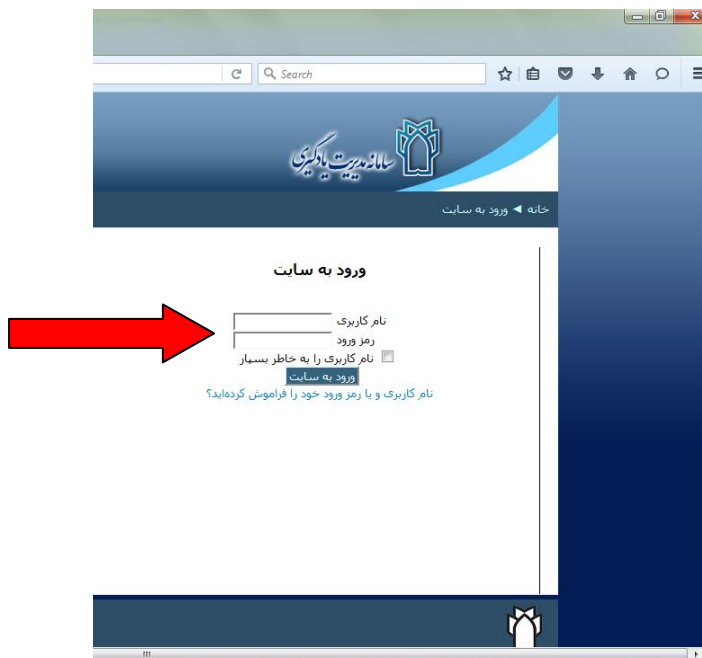 Search
سامانه مدیریت یادگیری
خانه ◄ ورود به سایت
ورود به سایت
نام کاربری
رمز ورود
نام کاربری را به خاطر بسپار
ورود به سایت
نام کاربری و یا رمز ورود خود را فراموش کرده‌اید؟